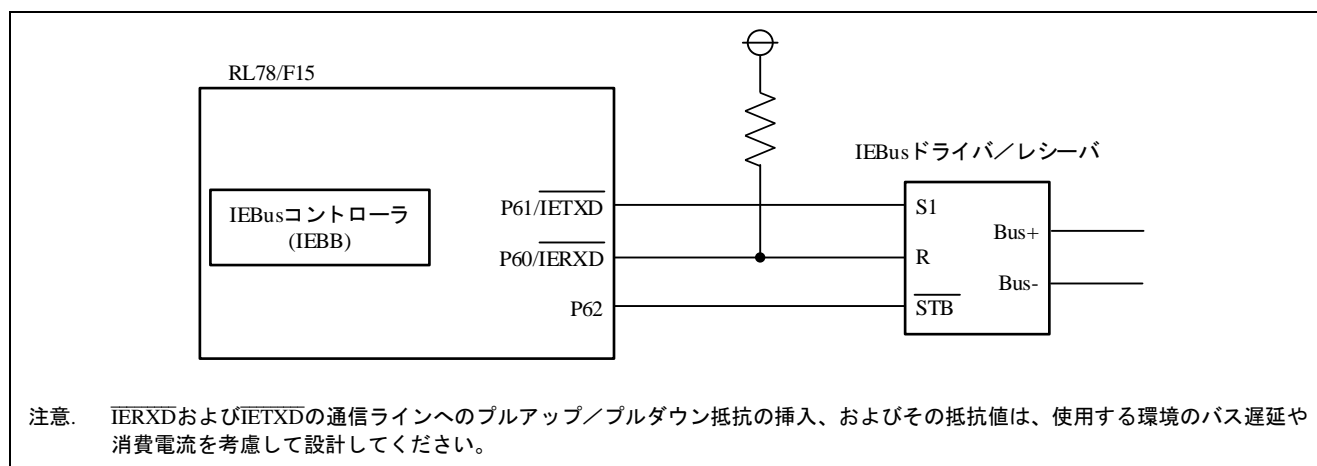 RL78/F15
IEBusドライバ／レシーバ
IEBusコントローラ
(IEBB)
P61/IETXD
P60/IERXD
P62
S1
R
STB
Bus+
Bus-
注意. IERXDおよびIETXDの通信ラインへのプルアップ／プルダウン抵抗の挿入、およびその抵抗値は、使用する環境のバス遅延や
消費電流を考慮して設計してください。